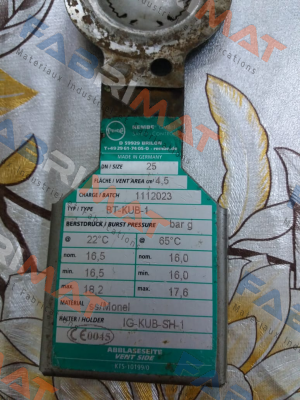 REMBE
D 59929 BRILON
MADE IN GERMANY
DN / SIZE 25
FLÄCHE / VENT AREA cm² 4,5
CHARGE / BATCH 1112023
TYP / TYPE BT-KUB-1
BERSTDRUCK / BURST PRESSURE bar g
@ 22°C @ 65°C
nom. 16,5 nom. 16,0
min. 16,5 min. 16,0
max. 18,2 max. 17,6
MATERIAL ss/Monel
HALTER / HOLDER IG-KUB-SH-1
CE 0045
ABBLASESEITE
VENT SIDE
FABRIMAT